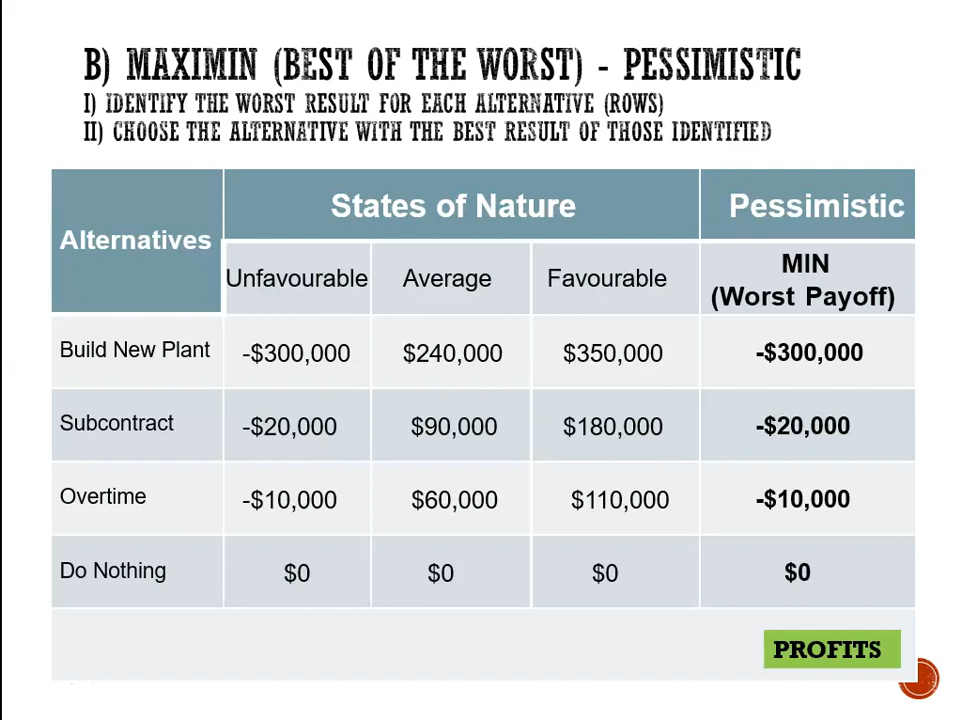 B) MAXIMIN (BEST OF THE WORST) - PESSIMISTIC
I) IDENTIFY THE WORST RESULT FOR EACH ALTERNATIVE (ROWS)
II) CHOOSE THE ALTERNATIVE WITH THE BEST RESULT OF THOSE IDENTIFIED
Alternatives
States of Nature
Pessimistic
Unfavourable
Average
Favourable
MIN
(Worst Payoff)
Build New Plant
-$300,000
$240,000
$350,000
-$300,000
Subcontract
-$20,000
$90,000
$180,000
-$20,000
Overtime
-$10,000
$60,000
$110,000
-$10,000
Do Nothing
$0
$0
$0
$0
PROFITS